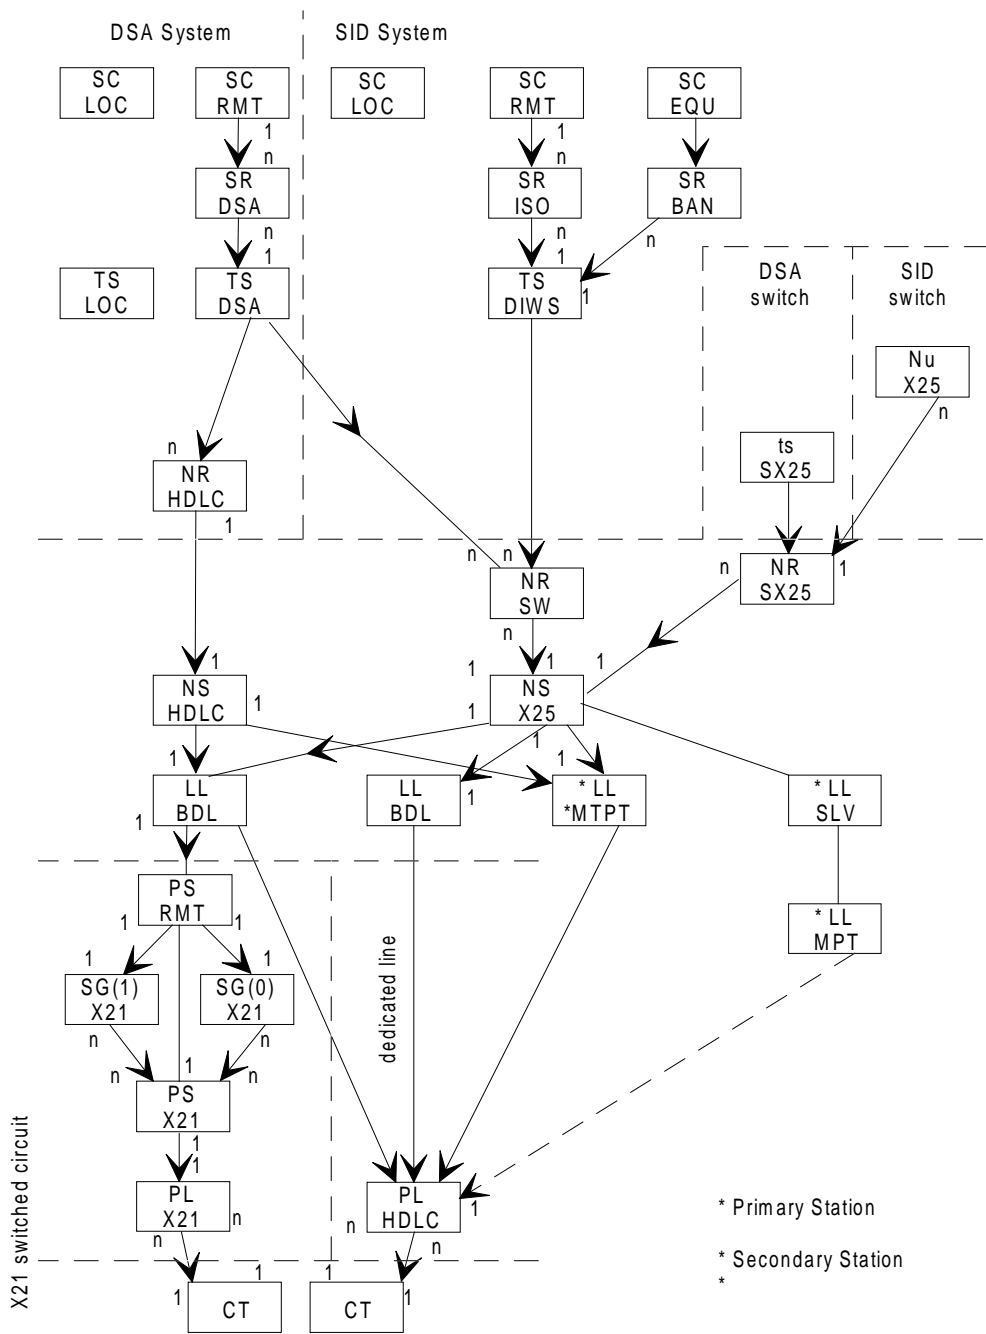 DSA System
SID System
SC
LOC
SC
RMT
SC
LOC
SC
RMT
SC
EQU
1
n
1
n
SR
DSA
SR
ISO
SR
BAN
n
1
n
1
n
1
TS
LOC
TS
DSA
TS
DIWS
DSA
switch
SID
switch
Nu
X25
n
n
NR
HDLC
1
ts
SX25
n
n
n
1
NR
SW
NR
SX25
n
1
1
1
1
NS
HDLC
1
1
NS
X25
1
1
1
LL
BDL
1
LL
BDL
1
* LL
*MTPT
* LL
SLV
PS
RMT
1
1
* LL
MPT
1
1
SG(1)
X21
SG(0)
X21
dedicated line
n
n
n
1
n
PS
X21
1
1
PL
X21
n
n
PL
HDLC
n
n
1
* Primary Station
* Secondary Station
*
X21 switched circuit
1
1
1
1
CT
CT